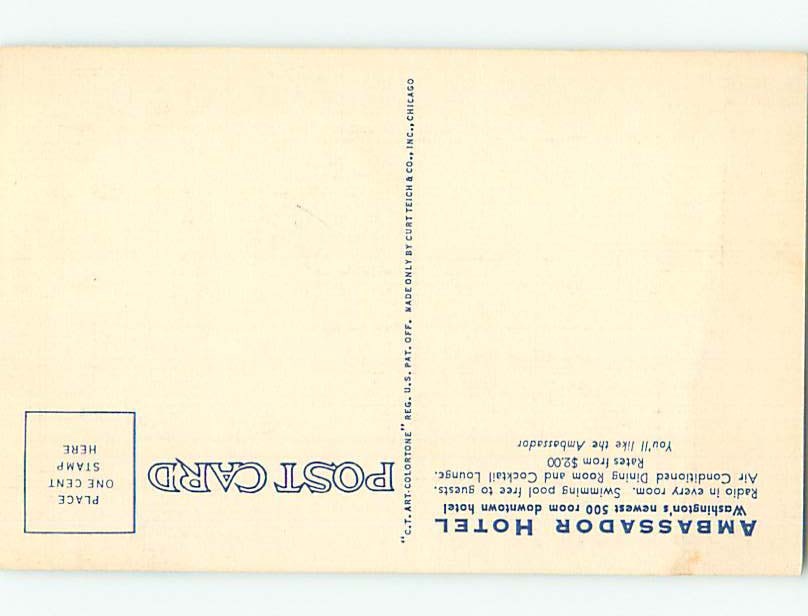 AMBASSADOR HOTEL
Washington's newest 500 room downtown hotel
Radio in every room. Swimming pool free to guests.
Air Conditioned Dining Room and Cocktail Lounge.
Rates from $2.00
You'll like the Ambassador
"C.T. ART-COLORTONE" REG. U.S. PAT. OFF. MADE ONLY BY CURT TEICH & CO., INC., CHICAGO
POST CARD
PLACE
ONE CENT
STAMP
HERE